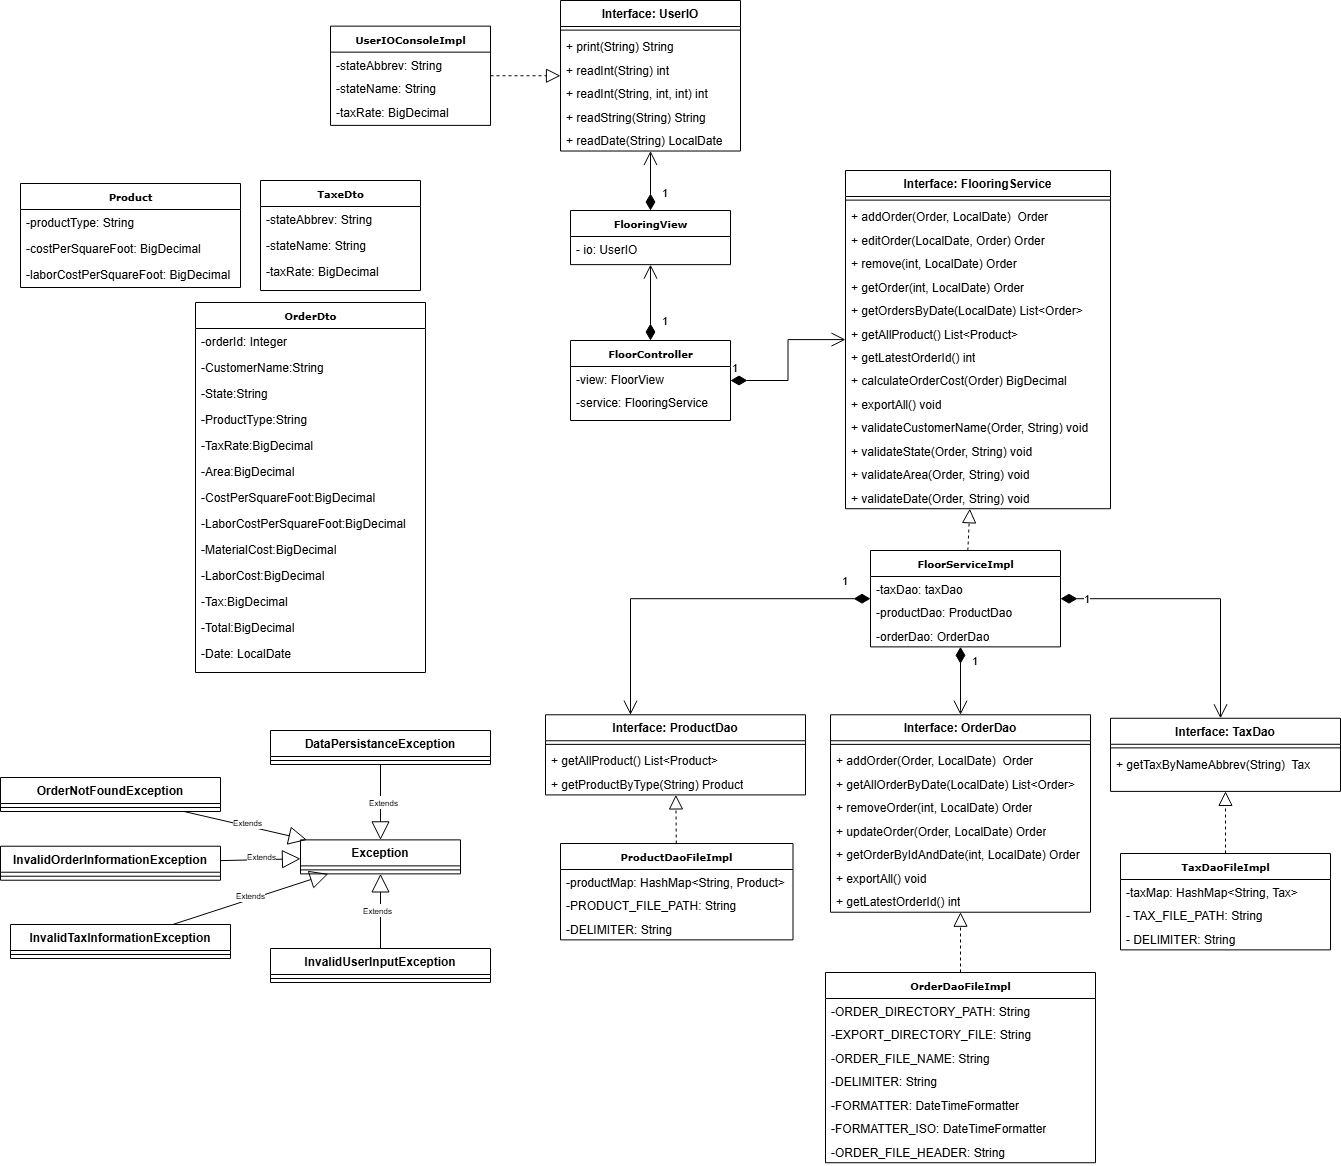 Interface: UserIO
+ print(String) String
+ readInt(String) int
+ readInt(String, int, int) int
+ readString(String) String
+ readDate(String) LocalDate
UserIOConsoleImpl
-stateAbbrev: String
-stateName: String
-taxRate: BigDecimal
Product
-productType: String
-costPerSquareFoot: BigDecimal
-laborCostPerSquareFoot: BigDecimal
TaxeDto
-stateAbbrev: String
-stateName: String
-taxRate: BigDecimal
1
FlooringView
- io: UserIO
1
FloorController
-view: FloorView
-service: FlooringService
1
Interface: FlooringService
+ addOrder(Order, LocalDate)  Order
+ editOrder(LocalDate, Order) Order
+ remove(int, LocalDate) Order
+ getOrder(int, LocalDate) Order
+ getOrdersByDate(LocalDate) List<Order>
+ getAllProduct() List<Product>
+ getLatestOrderId() int
+ calculateOrderCost(Order) BigDecimal
+ exportAll() void
+ validateCustomerName(Order, String) void
+ validateState(Order, String) void
+ validateArea(Order, String) void
+ validateDate(Order, String) void
OrderDto
-orderId: Integer
-CustomerName:String
-State:String
-ProductType:String
-TaxRate:BigDecimal
-Area:BigDecimal
-CostPerSquareFoot:BigDecimal
-LaborCostPerSquareFoot:BigDecimal
-MaterialCost:BigDecimal
-LaborCost:BigDecimal
-Tax:BigDecimal
-Total:BigDecimal
-Date: LocalDate
FloorServiceImpl
-taxDao: taxDao
-productDao: ProductDao
-orderDao: OrderDao
1
1
1
Interface: ProductDao
+ getAllProduct() List<Product>
+ getProductByType(String) Product
Interface: OrderDao
+ addOrder(Order, LocalDate)  Order
+ getAllOrderByDate(LocalDate) List<Order>
+ removeOrder(int, LocalDate) Order
+ updateOrder(Order, LocalDate) Order
+ getOrderByIdAndDate(int, LocalDate) Order
+ exportAll() void
+ getLatestOrderId() int
Interface: TaxDao
+ getTaxByNameAbbrev(String)  Tax
DataPersistanceException
Extends
OrderNotFoundException
Extends
InvalidOrderInformationException
Extends
Exception
Extends
InvalidTaxInformationException
Extends
InvalidUserInputException
ProductDaoFileImpl
-productMap: HashMap<String, Product>
-PRODUCT_FILE_PATH: String
-DELIMITER: String
TaxDaoFileImpl
-taxMap: HashMap<String, Tax>
- TAX_FILE_PATH: String
- DELIMITER: String
OrderDaoFileImpl
-ORDER_DIRECTORY_PATH: String
-EXPORT_DIRECTORY_FILE: String
-ORDER_FILE_NAME: String
-DELIMITER: String
-FORMATTER: DateTimeFormatter
-FORMATTER_ISO: DateTimeFormatter
-ORDER_FILE_HEADER: String